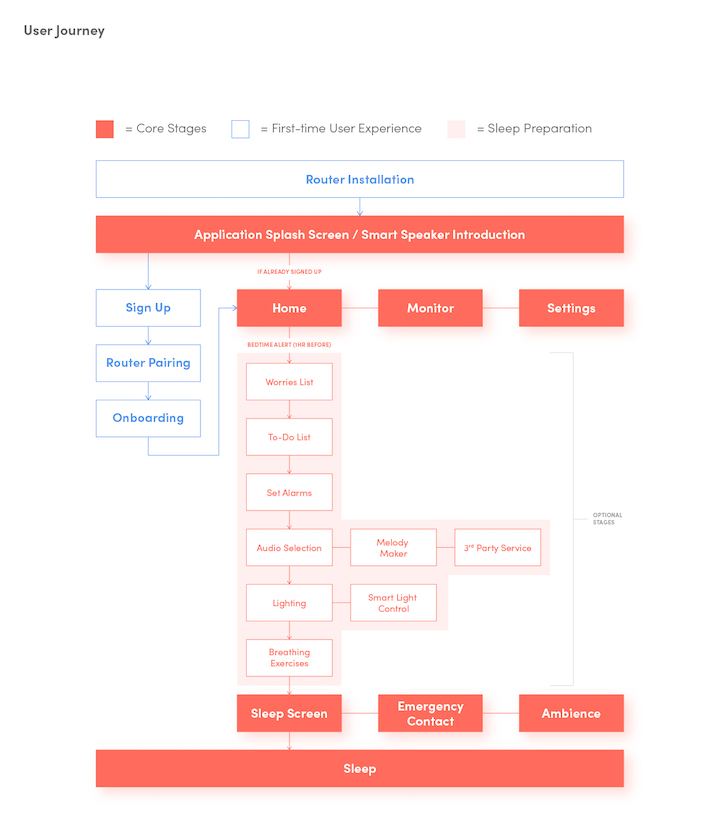 User Journey
= Core Stages
= First-time User Experience
= Sleep Preparation
Router Installation
Application Splash Screen / Smart Speaker Introduction
IF ALREADY SIGNED UP
Sign Up
Home
Monitor
Settings
BEDTIME ALERT (1HR BEFORE)
Router Pairing
Onboarding
Worries List
To-Do List
Set Alarms
OPTIONAL
STAGES
Audio Selection
Melody
Maker
3rd Party Service
Lighting
Smart Light
Control
Breathing
Exercises
Sleep Screen
Emergency
Contact
Ambience
Sleep